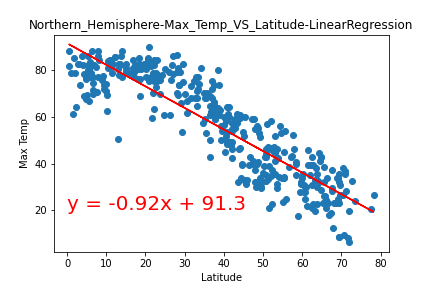 Northern_Hemisphere-Max_Temp_VS_Latitude-LinearRegression
80
60
40
20
Max Temp
y = -0.92x + 91.3
0 10 20 30 40 50 60 70 80
Latitude